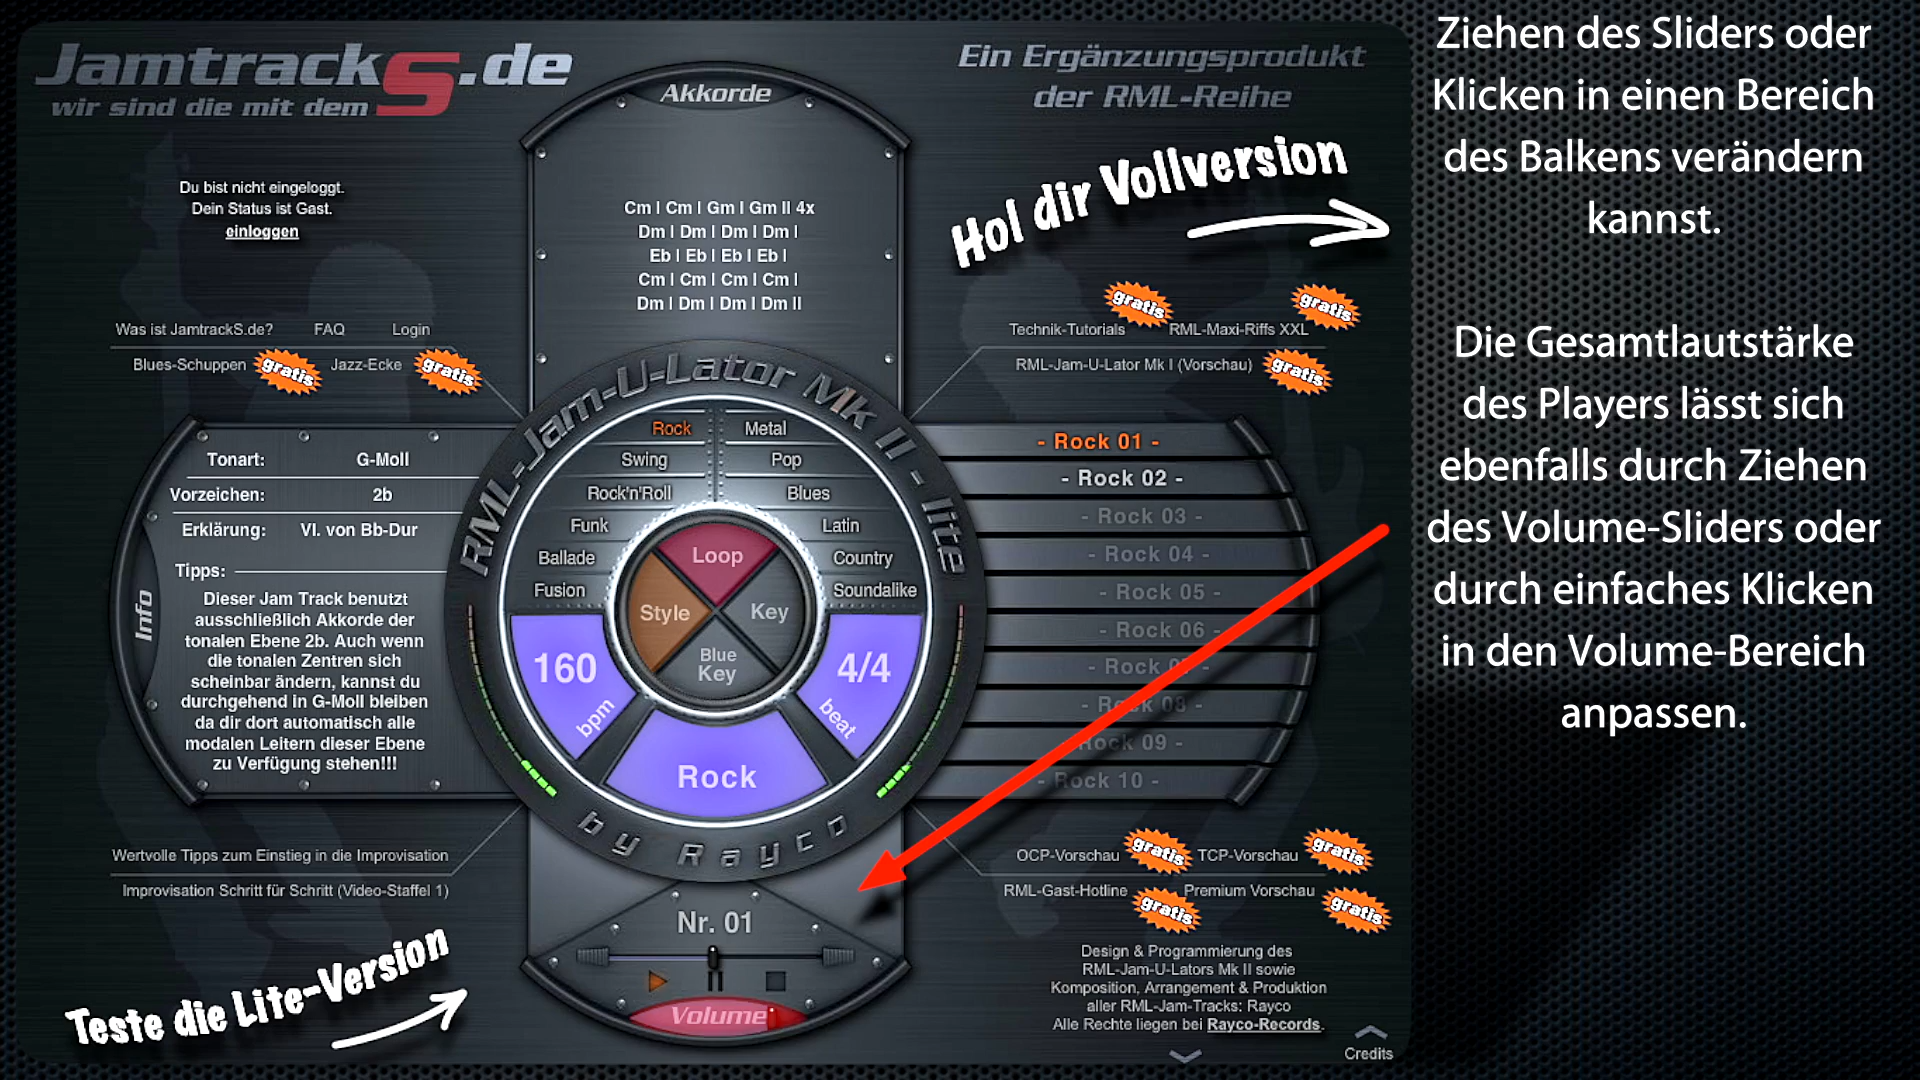 JamtrackS.de
wir sind die mit dem
Akkorde
Ein Ergänzungsprodukt
der RML-Reihe
Du bist nicht eingeloggt.
Dein Status ist Gast.
einloggen
Cm I Cm I Gm I Gm II 4x
Dm I Dm I Dm I Dm I
Eb I Eb I Eb I Eb I
Cm I Cm I Cm I Cm I
Dm I Dm I Dm I Dm II
Hol dir Vollversion
Was ist JamtrackS.de? FAQ Login
Blues-Schuppen gratis Jazz-Ecke gratis
gratis gratis
Technik-Tutorials RML-Maxi-Riffs XXL
RML-Jam-U-Lator Mk I (Vorschau) gratis
RML-Jam-U-Lator Mk II - lite
by Rayco
Info
Tonart: G-Moll
Vorzeichen: 2b
Erklärung: VI. von Bb-Dur
Tipps:
Dieser Jam Track benutzt
ausschließlich Akkorde der
tonalen Ebene 2b. Auch wenn
die tonalen Zentren sich
scheinbar ändern, kannst du
durchgehend in G-Moll bleiben
da dir dort automatisch alle
modalen Leitern dieser Ebene
zu Verfügung stehen!!!
Rock Metal
Swing Pop
Rock'n'Roll Blues
Funk Latin
Ballade Country
Fusion Soundalike
Loop
Style Key
Blue
Key
160 4/4
bpm beat
Rock
- Rock 01 -
- Rock 02 -
- Rock 03 -
- Rock 04 -
- Rock 05 -
- Rock 06 -
- Rock 07 -
- Rock 08 -
- Rock 09 -
- Rock 10 -
Wertvolle Tipps zum Einstieg in die Improvisation
Improvisation Schritt für Schritt (Video-Staffel 1)
Teste die Lite-Version
Nr. 01
Volume
OCP-Vorschau gratis TCP-Vorschau gratis
RML-Gast-Hotline gratis Premium Vorschau gratis
Design & Programmierung des
RML-Jam-U-Lators Mk II sowie
Komposition, Arrangement & Produktion
aller RML-Jam-Tracks: Rayco
Alle Rechte liegen bei Rayco-Records.
Credits
Ziehen des Sliders oder
Klicken in einen Bereich
des Balkens verändern
kannst.
Die Gesamtlautstärke
des Players lässt sich
ebenfalls durch Ziehen
des Volume-Sliders oder
durch einfaches Klicken
in den Volume-Bereich
anpassen.